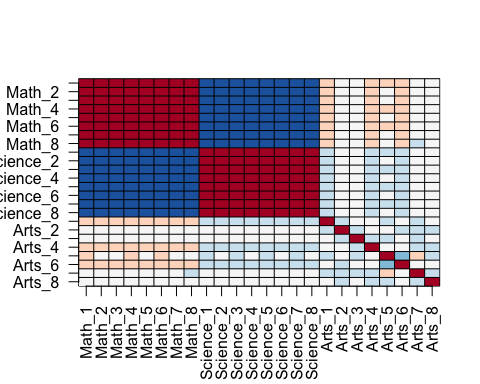 Math_2
Math_4
Math_6
Math_8
cience_2
cience_4
cience_6
cience_8
Arts_2
Arts_4
Arts_6
Arts_8
Math_1
Math_2
Math_3
Math_4
Math_5
Math_6
Math_7
Math_8
Science_1
Science_2
Science_3
Science_4
Science_5
Science_6
Science_7
Science_8
Arts_1
Arts_2
Arts_3
Arts_4
Arts_5
Arts_6
Arts_7
Arts_8